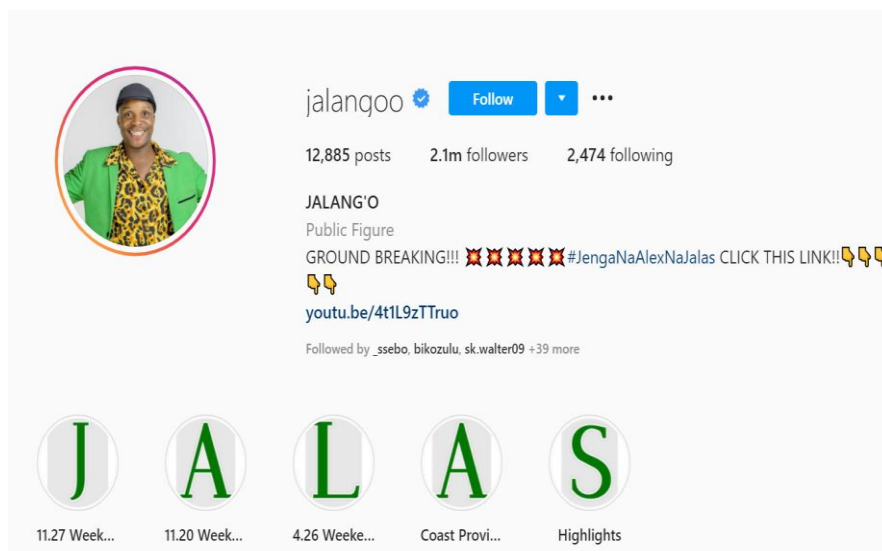 jalangoo Follow
12,885 posts 2.1m followers 2,474 following
JALANG'O
Public Figure
GROUND BREAKING!!! 💥💥💥💥💥#JengaNaAlexNaJalas CLICK THIS LINK!!👇👇👇
👇👇
youtu.be/4t1L9zTTruo
Followed by _ssebo, bikozulu, sk.walter09 +39 more
J A L A S
11.27 Week... 11.20 Week... 4.26 Weeke... Coast Provi... Highlights